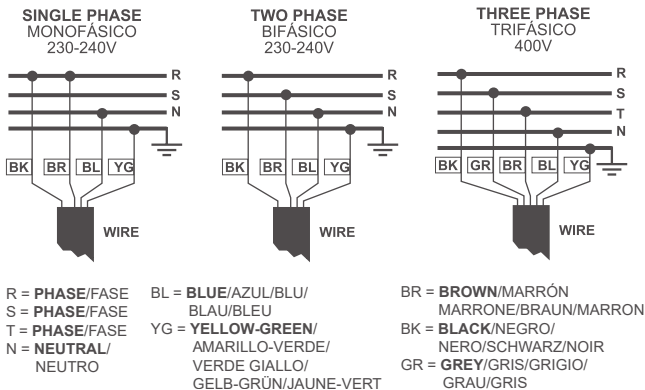 SINGLE PHASE
MONOFÁSICO
230-240V
R
S
N
BK BR BL YG
WIRE
TWO PHASE
BIFÁSICO
230-240V
R
S
N
BK BR BL YG
WIRE
THREE PHASE
TRIFÁSICO
400V
R
S
T
N
BK GR BR BL YG
WIRE
R = PHASE/FASE
S = PHASE/FASE
T = PHASE/FASE
N = NEUTRAL/
NEUTRO
BL = BLUE/AZUL/BLU/
BLAU/BLEU
YG = YELLOW-GREEN/
AMARILLO-VERDE/
VERDE GIALLO/
GELB-GRÜN/JAUNE-VERT
BR = BROWN/MARRÓN
MARRONE/BRAUN/MARRON
BK = BLACK/NEGRO/
NERO/SCHWARZ/NOIR
GR = GREY/GRIS/GRIGIO/
GRAU/GRIS